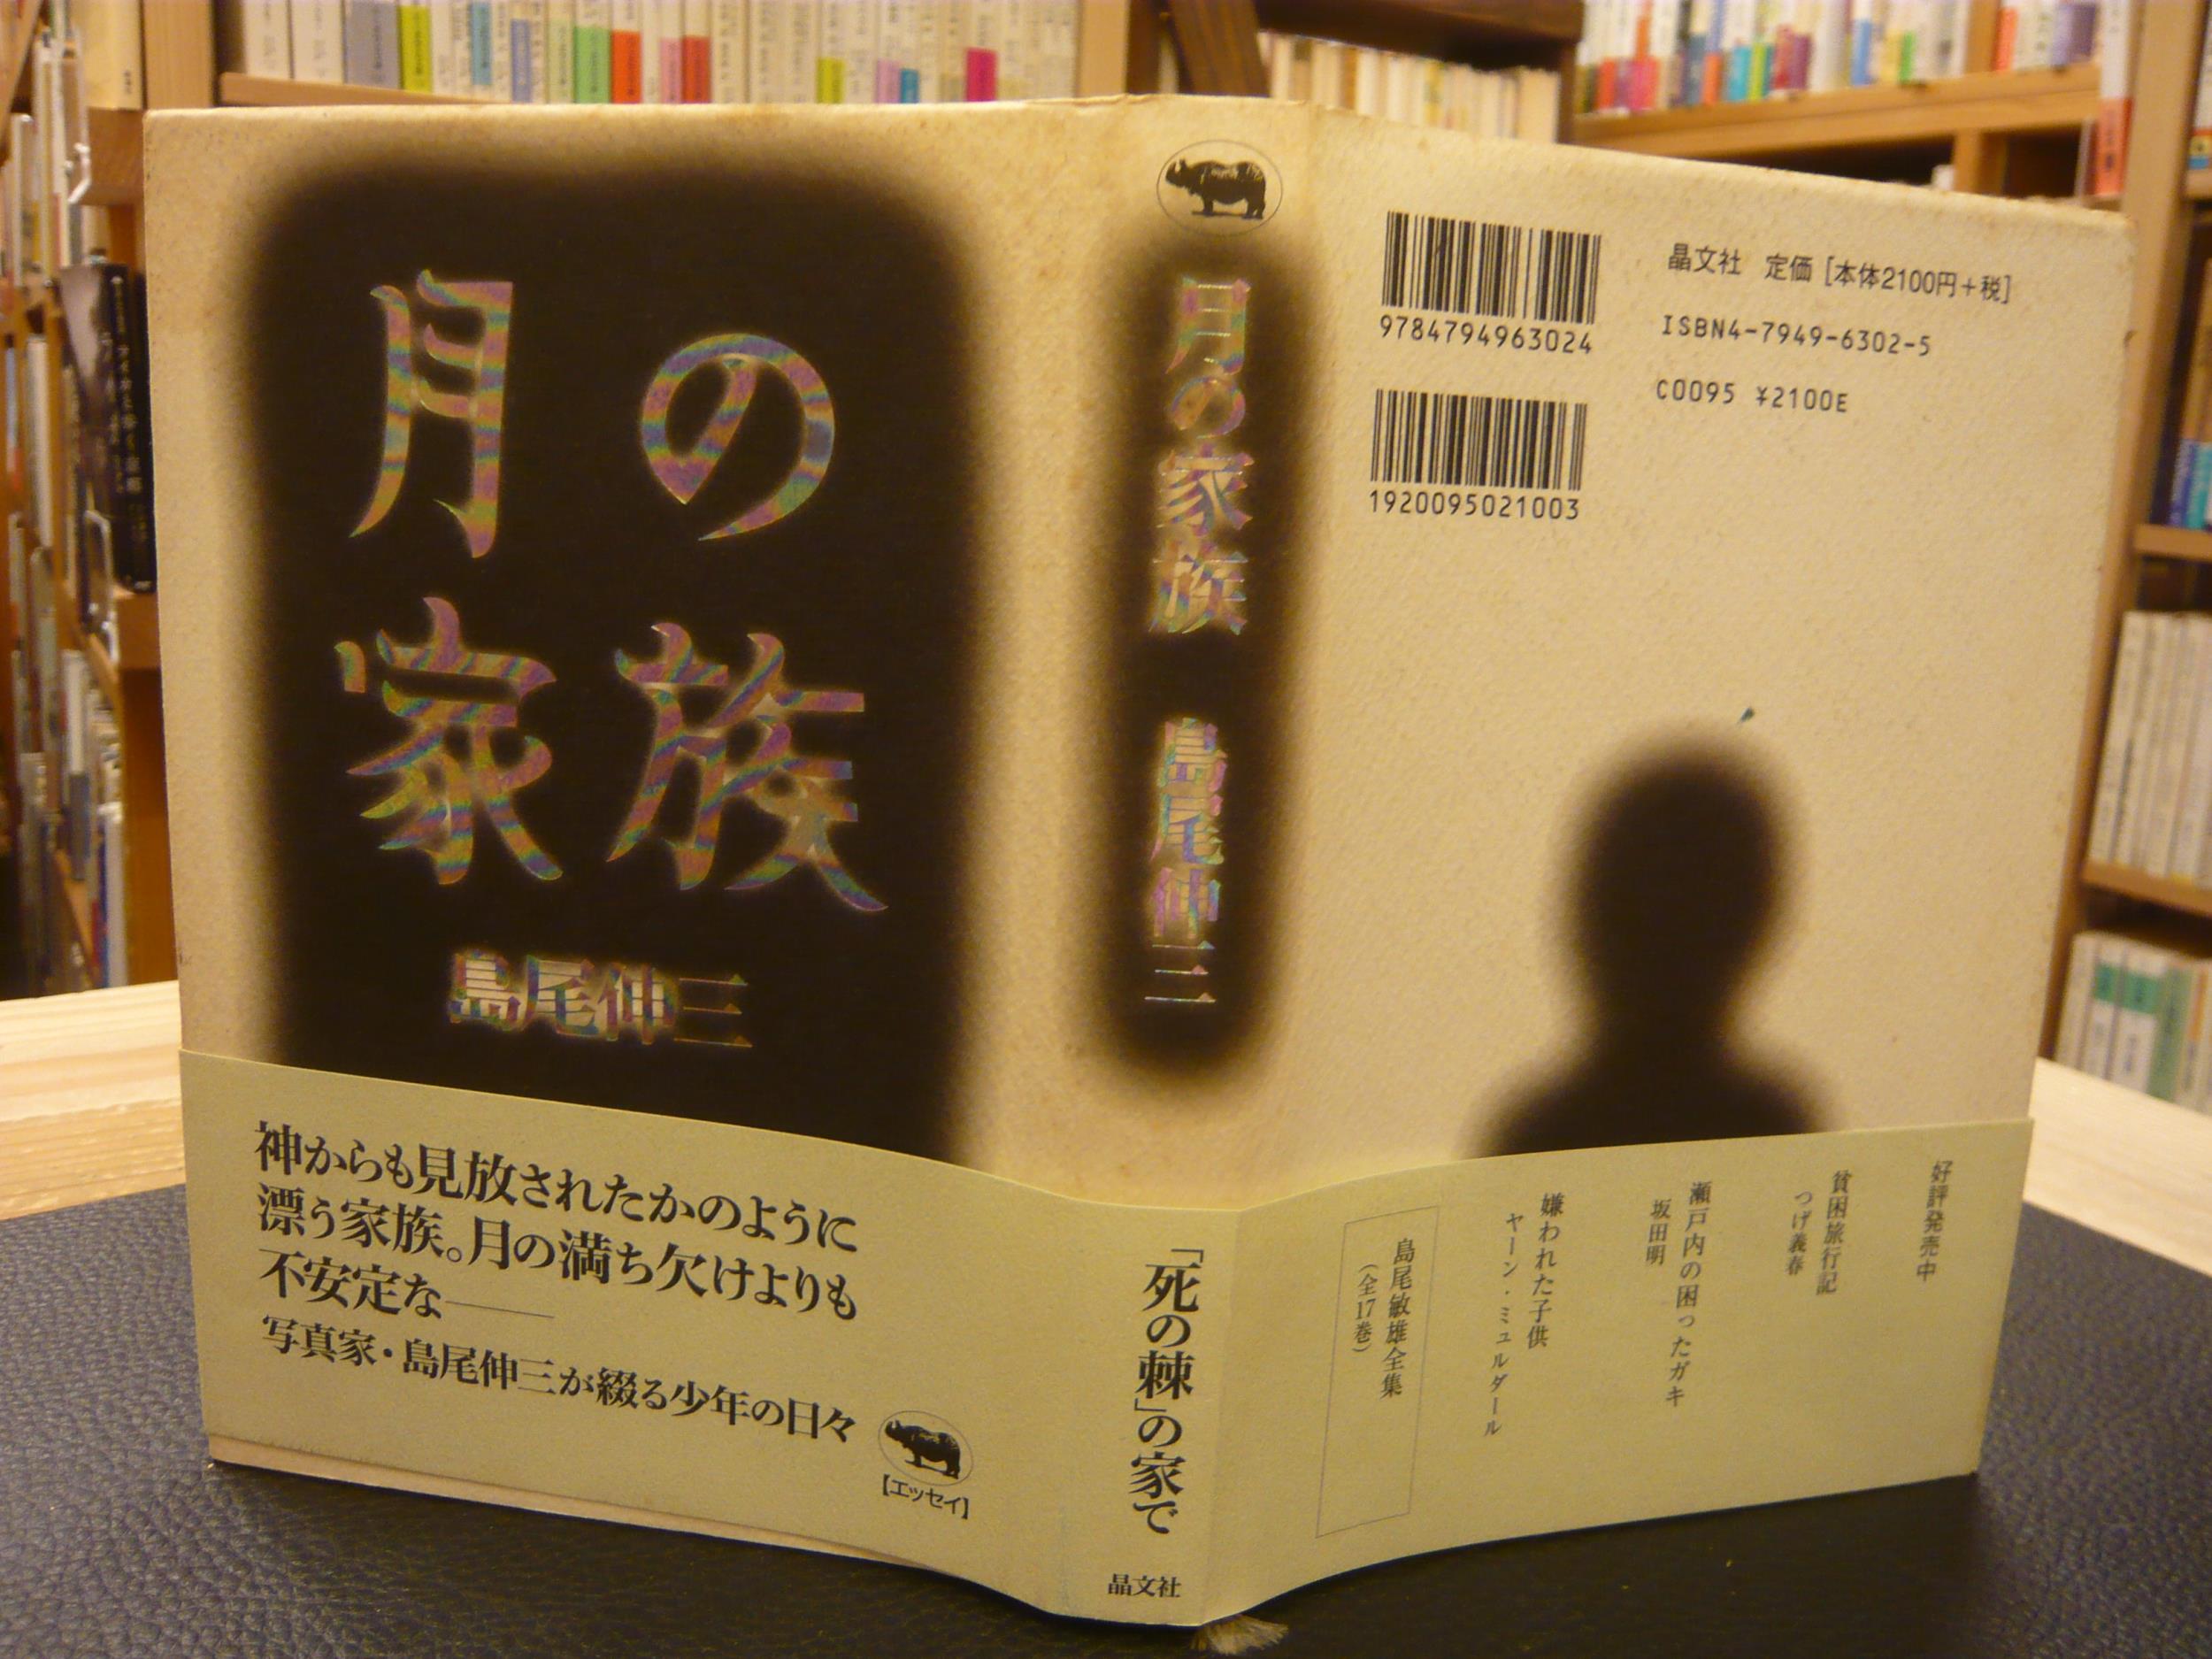 月の
家族
島尾伸三
神からも見放されたかのように
漂う家族。月の満ち欠けよりも
不安定な——
写真家・島尾伸三が綴る少年の日々
【エッセイ】
月の家族 島尾伸三
「死の棘」の家で
晶文社
9784794963024
1920095021003
晶文社 定価[本体2100円+税]
ISBN4-7949-6302-5
C0095 ¥2100E
好評発売中
貧困旅行記
つげ義春
瀬戸内の困ったガキ
坂田明
嫌われた子供
ヤーン・ミュルダール
島尾敏雄全集
(全17巻)